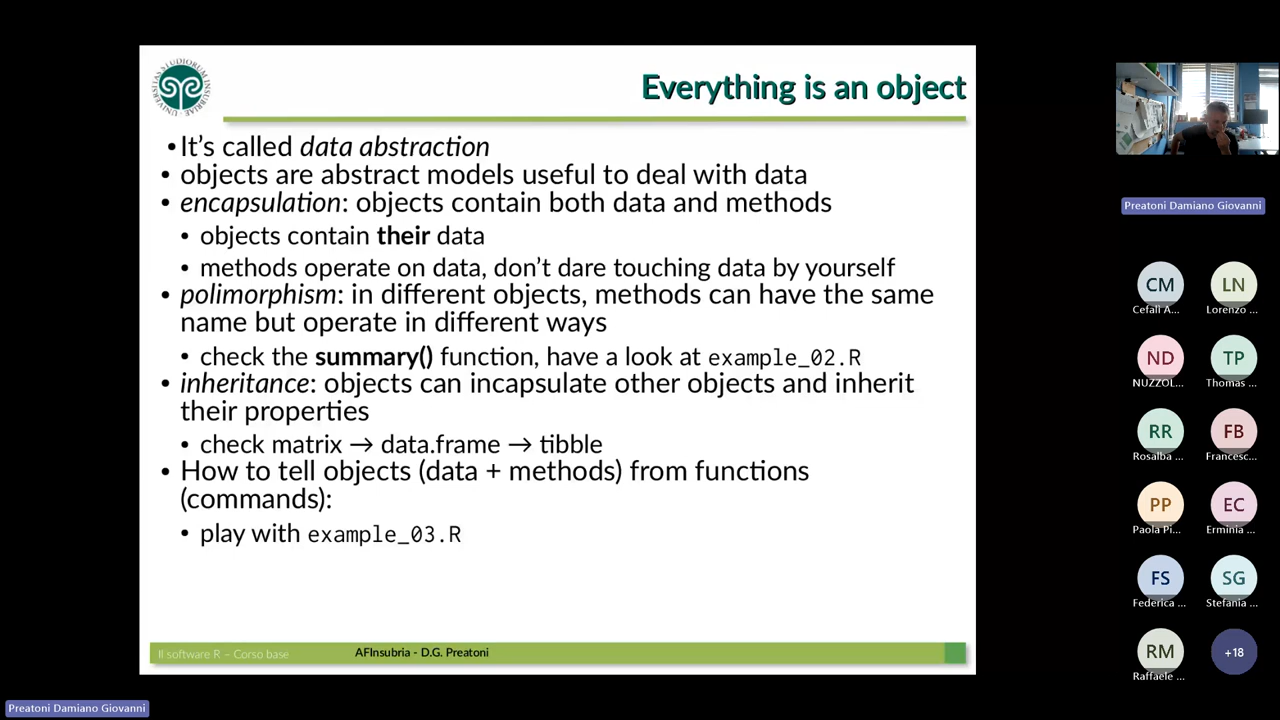 Everything is an object
• It’s called data abstraction
• objects are abstract models useful to deal with data
• encapsulation: objects contain both data and methods
• objects contain their data
• methods operate on data, don’t dare touching data by yourself
• polimorphism: in different objects, methods can have the same
name but operate in different ways
• check the summary() function, have a look at example_02.R
• inheritance: objects can incapsulate other objects and inherit
their properties
• check matrix → data.frame → tibble
• How to tell objects (data + methods) from functions
(commands):
• play with example_03.R
Il software R – Corso base
AFInsubria - D.G. Preatoni
Preatoni Damiano Giovanni
CM LN
Cefalì A... Lorenzo ...
ND TP
NUZZOL... Thomas ...
RR FB
Rosalba ... Francesc...
PP EC
Paola Pi... Erminia ...
FS SG
Federica ... Stefania ...
RM +18
Raffaele ...
Preatoni Damiano Giovanni